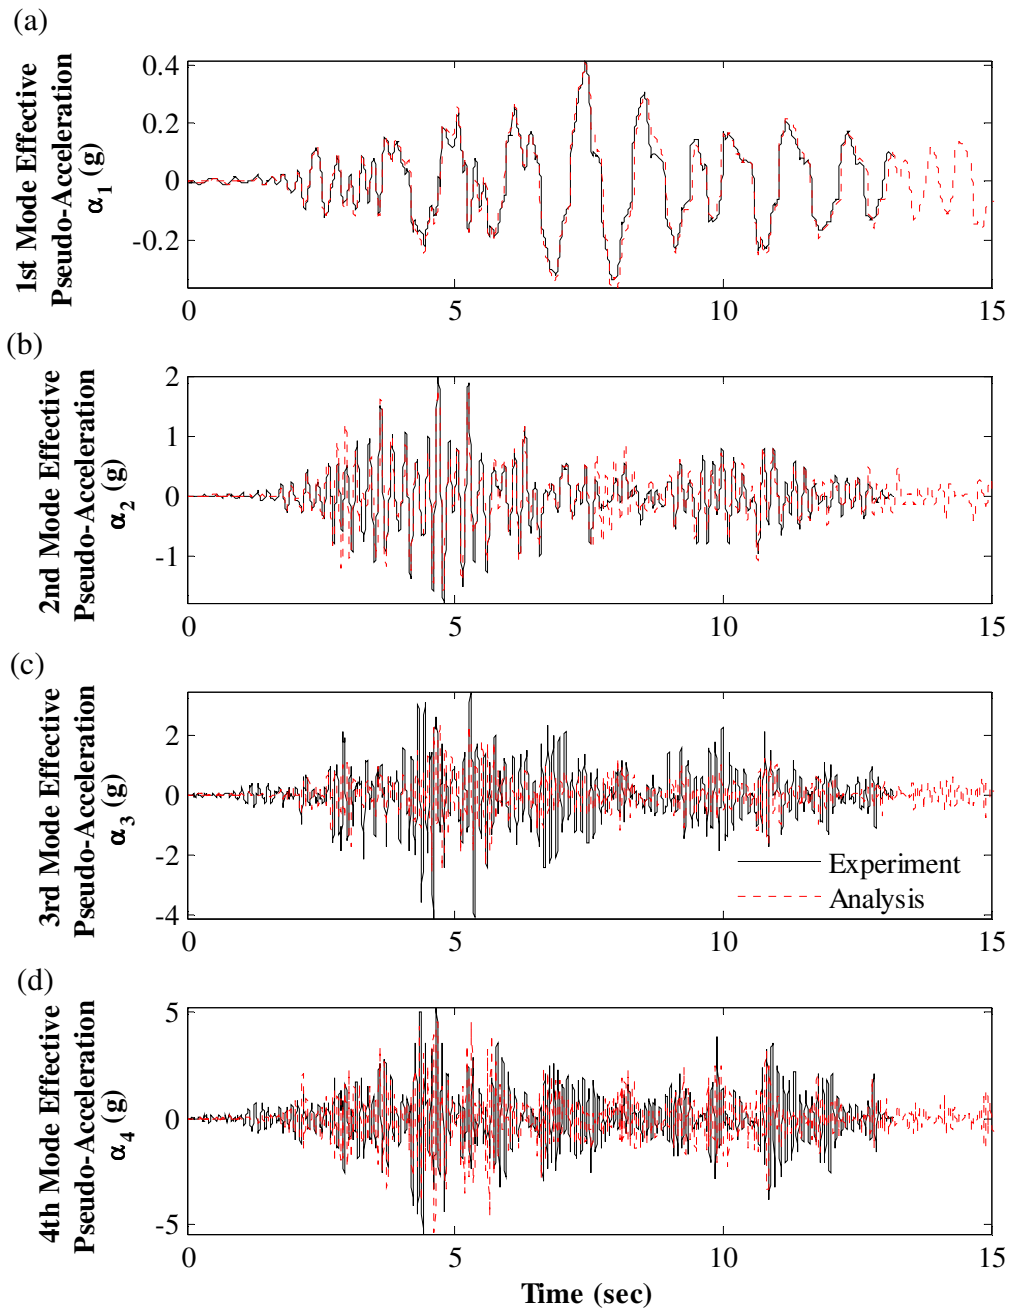 (a)
1st Mode Effective
Pseudo-Acceleration
α1 (g)
0.4
0.2
0
-0.2
0
5
10
15
(b)
2nd Mode Effective
Pseudo-Acceleration
α2 (g)
2
1
0
-1
0
5
10
15
(c)
3rd Mode Effective
Pseudo-Acceleration
α3 (g)
2
0
-2
-4
Experiment
Analysis
0
5
10
15
(d)
4th Mode Effective
Pseudo-Acceleration
α4 (g)
5
0
-5
0
5
10
15
Time (sec)